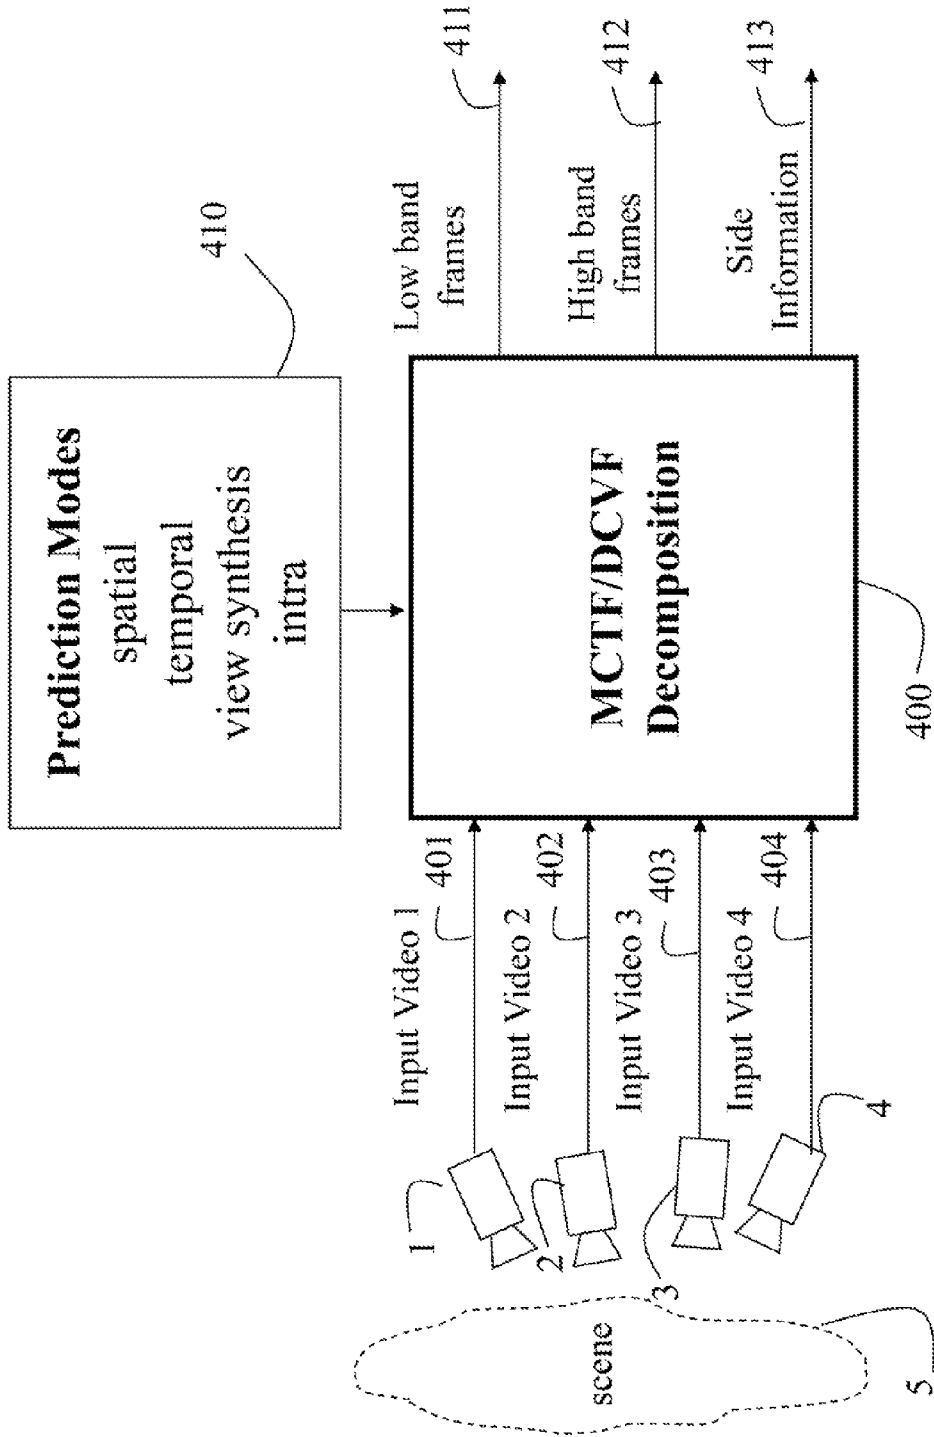 Prediction Modes
spatial
temporal
view synthesis
intra
410
scene
5
1
2
3
4
Input Video 1
401
Input Video 2
402
Input Video 3
403
Input Video 4
404
MCTF/DCVF
Decomposition
400
Low band
frames
411
High band
frames
412
Side
Information
413